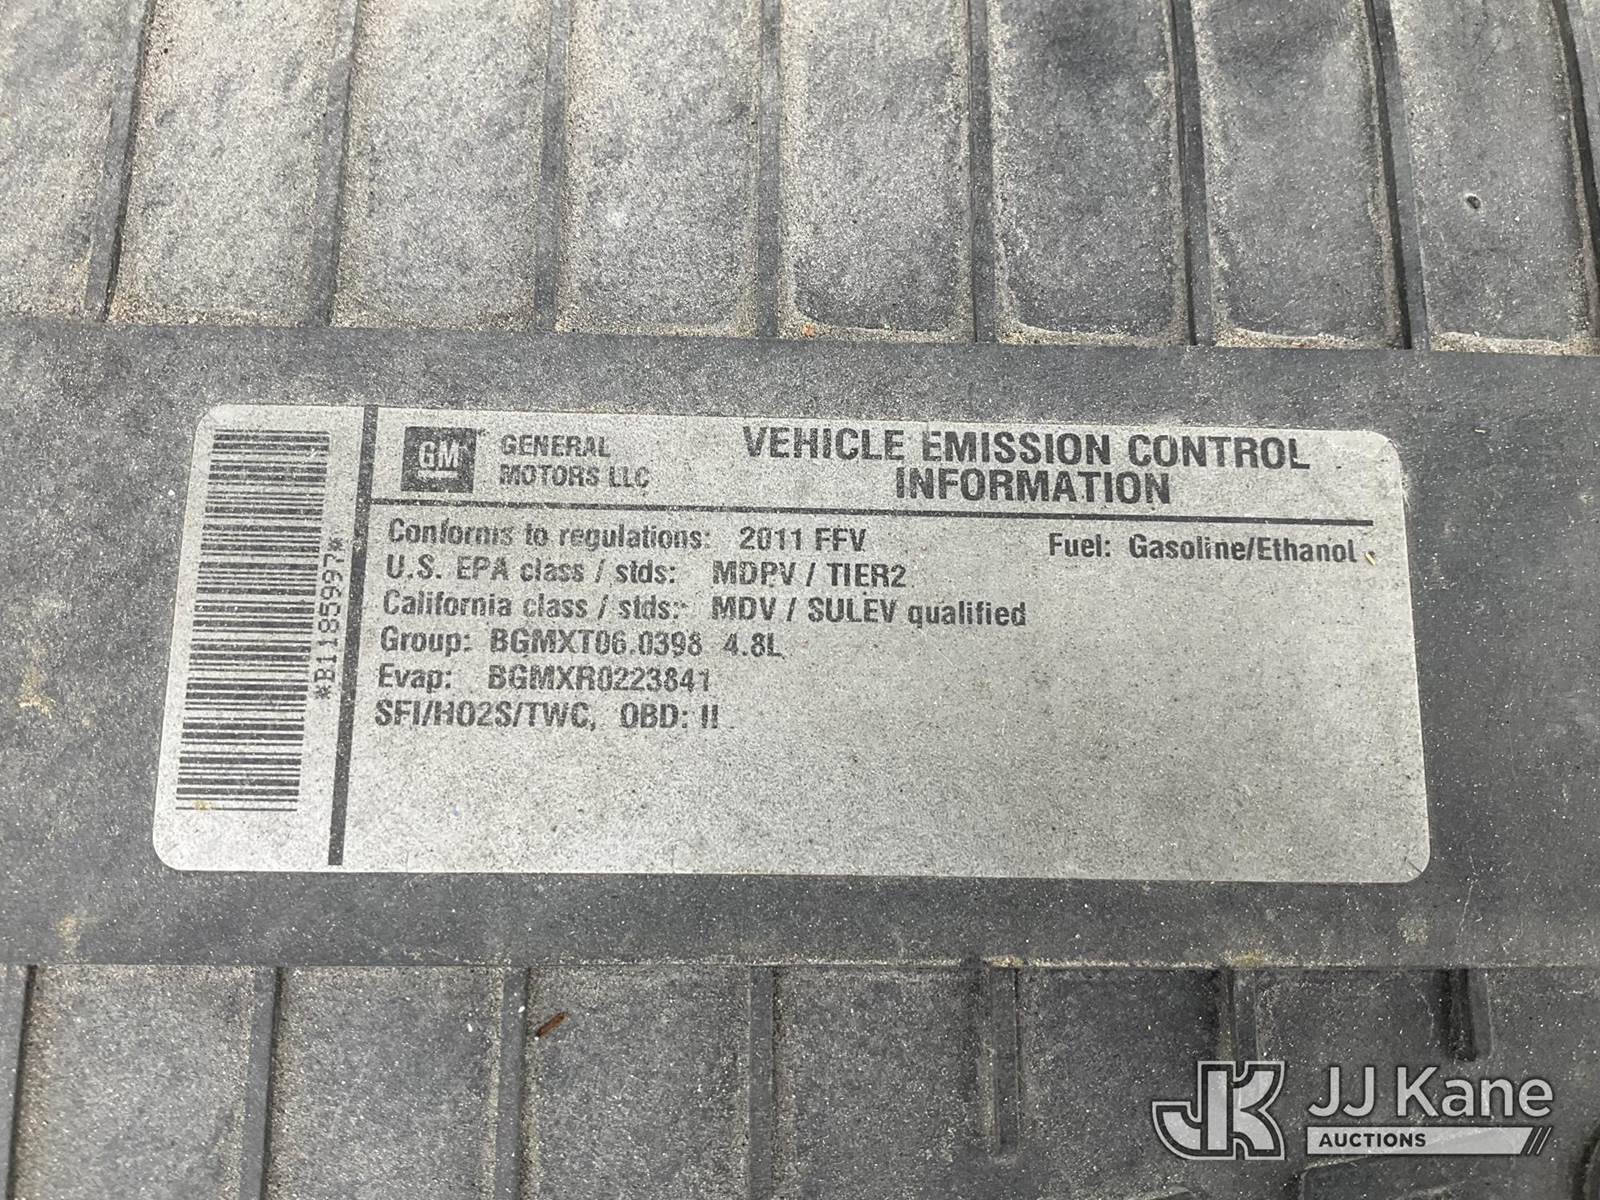 GM
GENERAL
MOTORS LLC
VEHICLE EMISSION CONTROL
INFORMATION
Conforms to regulations: 2011 FFV
Fuel: Gasoline/Ethanol
U.S. EPA class / stds: MDPV / TIER2
California class / stds: MDV / SULEV qualified
Group: BGMXT06.0398 4.8L
Evap: BGMXR0223841
SFI/HO2S/TWC, OBD: II
*B1185997*
JK
JJ Kane
AUCTIONS